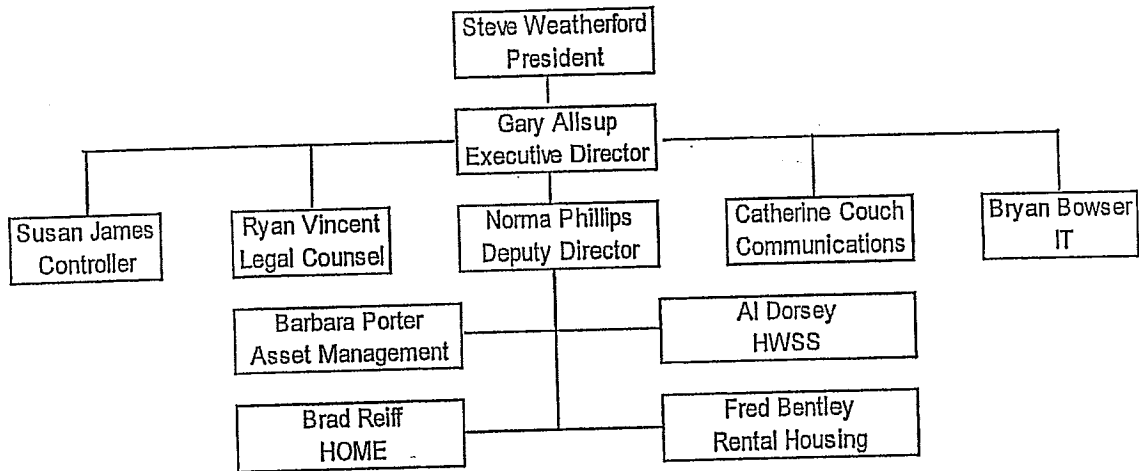 Steve Weatherford
President
Gary Allsup
Executive Director
Susan James
Controller
Ryan Vincent
Legal Counsel
Norma Phillips
Deputy Director
Catherine Couch
Communications
Bryan Bowser
IT
Barbara Porter
Asset Management
Al Dorsey
HWSS
Brad Reiff
HOME
Fred Bentley
Rental Housing